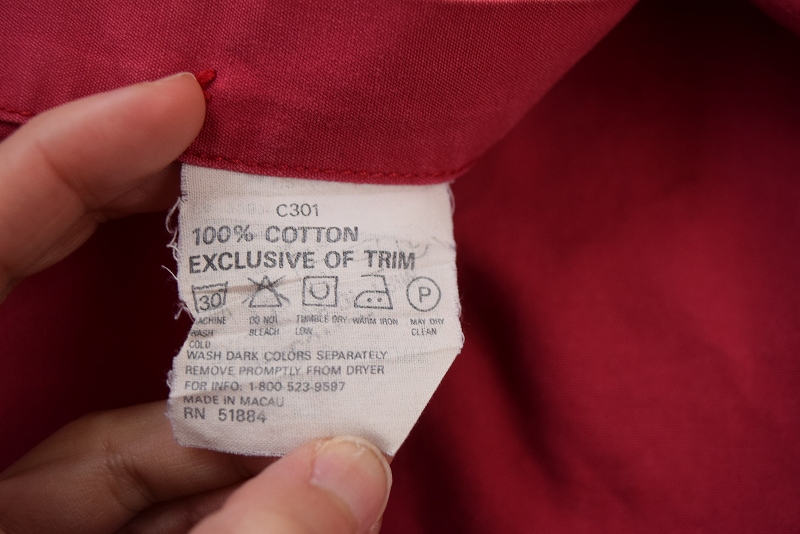 C301
100% COTTON
EXCLUSIVE OF TRIM
30 P
MACHINE WASH COLD DO NOT BLEACH TUMBLE DRY LOW WARM IRON MAY DRY CLEAN
WASH DARK COLORS SEPARATELY
REMOVE PROMPTLY FROM DRYER
FOR INFO: 1-800-523-9597
MADE IN MACAU
RN 51884